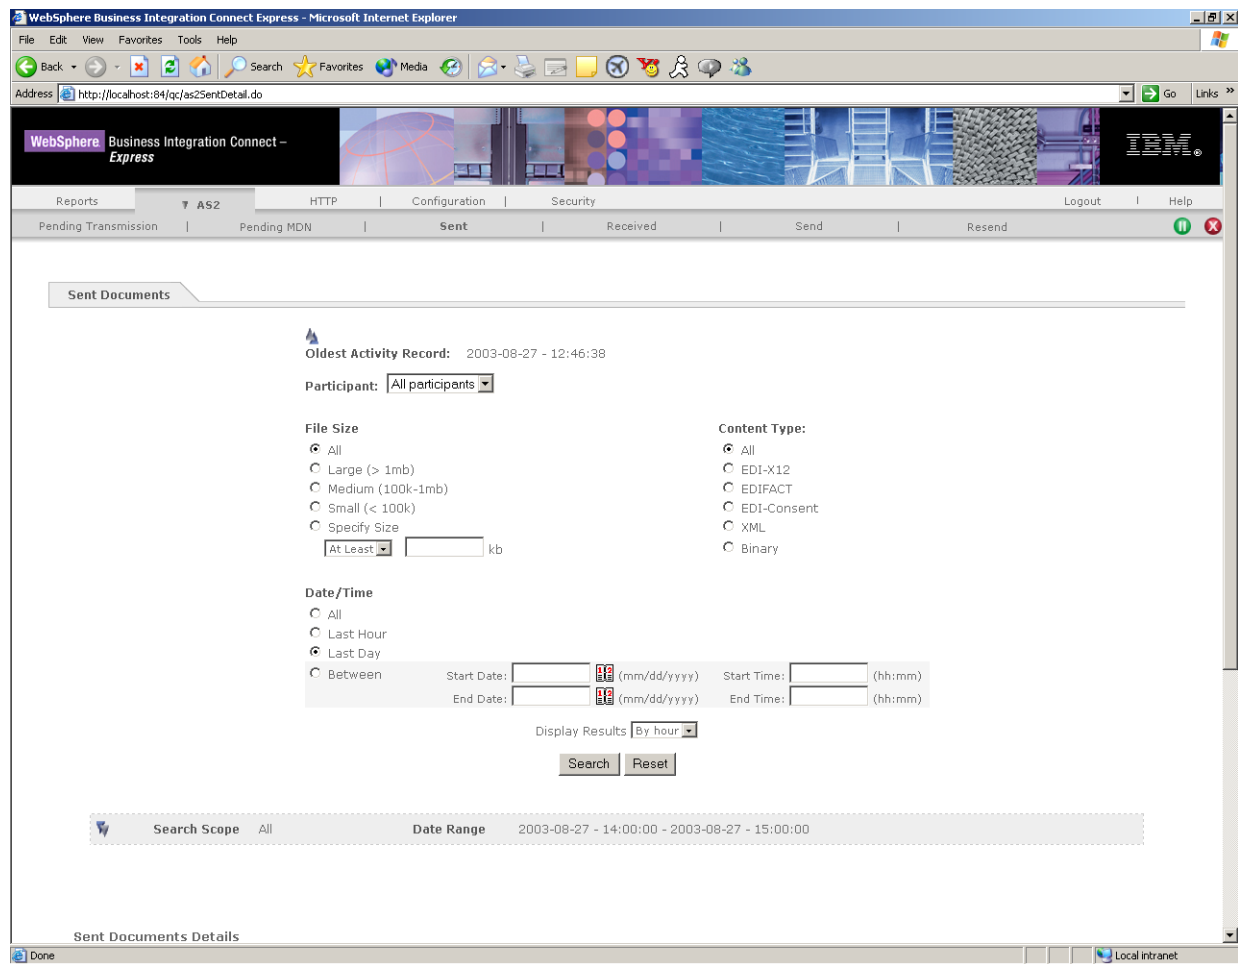 WebSphere Business Integration Connect Express - Microsoft Internet Explorer
File Edit View Favorites Tools Help
Back Search Favorites Media
Address http://localhost:84/qc/as2SentDetail.do Go Links »
WebSphere Business Integration Connect –
Express
IBM®
Reports AS2 HTTP | Configuration | Security Logout | Help
Pending Transmission | Pending MDN | Sent | Received | Send | Resend
Sent Documents
Oldest Activity Record: 2003-08-27 - 12:46:38
Participant: All participants
File Size Content Type:
All All
Large (> 1mb) EDI-X12
Medium (100k-1mb) EDIFACT
Small (< 100k) EDI-Consent
Specify Size XML
At Least kb Binary
Date/Time
All
Last Hour
Last Day
Between Start Date: (mm/dd/yyyy) Start Time: (hh:mm)
End Date: (mm/dd/yyyy) End Time: (hh:mm)
Display Results By hour
Search Reset
Search Scope All Date Range 2003-08-27 - 14:00:00 - 2003-08-27 - 15:00:00
Sent Documents Details
Done Local intranet